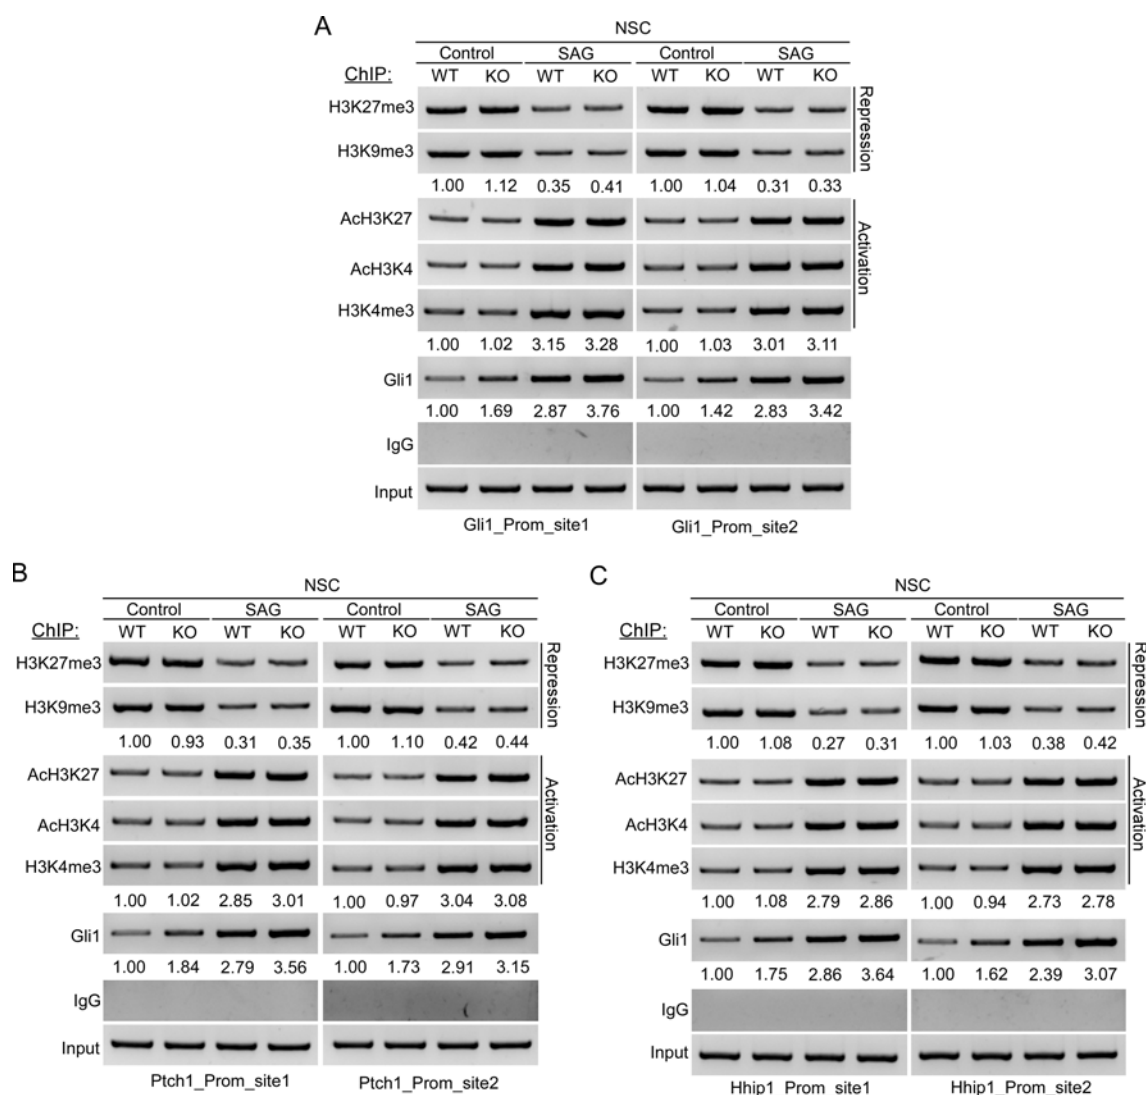 A
NSC
Control SAG Control SAG
ChIP: WT KO WT KO WT KO WT KO
H3K27me3
H3K9me3
Repression
1.00 1.12 0.35 0.41 1.00 1.04 0.31 0.33
AcH3K27
AcH3K4
H3K4me3
Activation
1.00 1.02 3.15 3.28 1.00 1.03 3.01 3.11
Gli1
1.00 1.69 2.87 3.76 1.00 1.42 2.83 3.42
IgG
Input
Gli1_Prom_site1 Gli1_Prom_site2
B
NSC
Control SAG Control SAG
ChIP: WT KO WT KO WT KO WT KO
H3K27me3
H3K9me3
Repression
1.00 0.93 0.31 0.35 1.00 1.10 0.42 0.44
AcH3K27
AcH3K4
H3K4me3
Activation
1.00 1.02 2.85 3.01 1.00 0.97 3.04 3.08
Gli1
1.00 1.84 2.79 3.56 1.00 1.73 2.91 3.15
IgG
Input
Ptch1_Prom_site1 Ptch1_Prom_site2
C
NSC
Control SAG Control SAG
ChIP: WT KO WT KO WT KO WT KO
H3K27me3
H3K9me3
Repression
1.00 1.08 0.27 0.31 1.00 1.03 0.38 0.42
AcH3K27
AcH3K4
H3K4me3
Activation
1.00 1.08 2.79 2.86 1.00 0.94 2.73 2.78
Gli1
1.00 1.75 2.86 3.64 1.00 1.62 2.39 3.07
IgG
Input
Hhip1_Prom_site1 Hhip1_Prom_site2